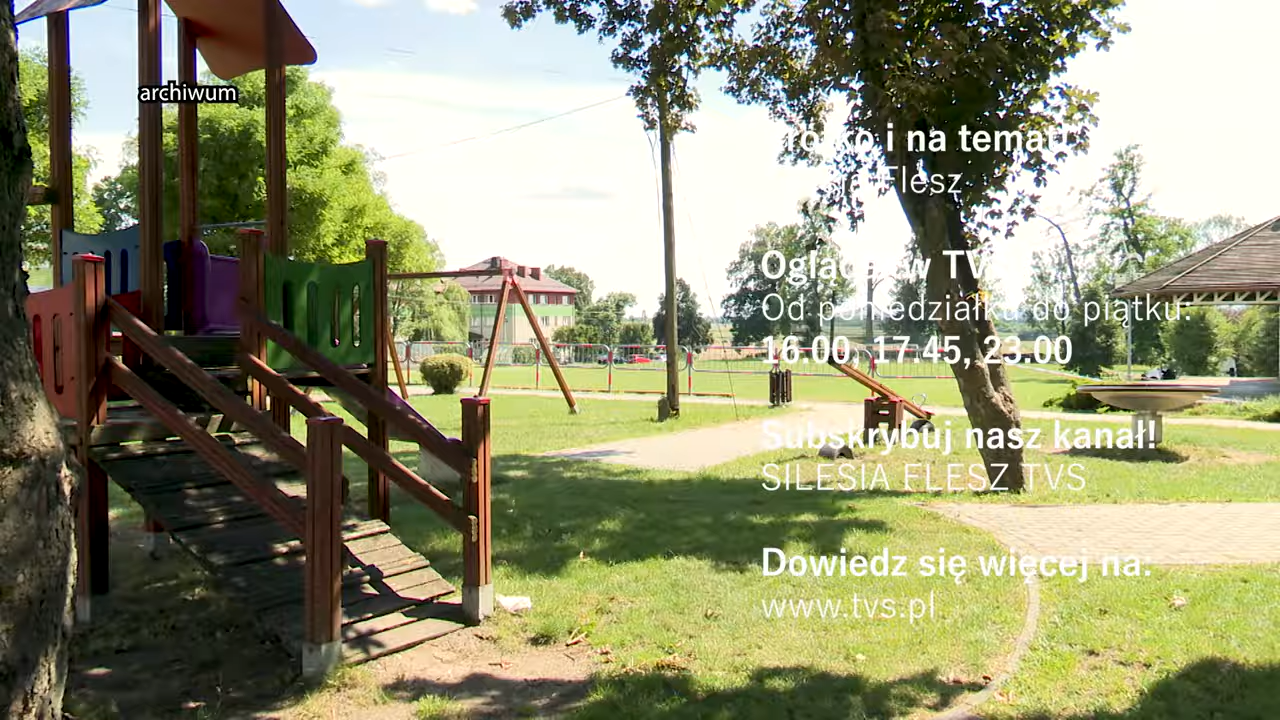 archiwum
i na temat!
Flesz
w TV
Od poniedziałku do piątku:
16.00, 17.45, 23.00
Subskrybuj nasz kanał!
SILESIA FLESZ TVS
Dowiedz się więcej na:
www.tvs.pl